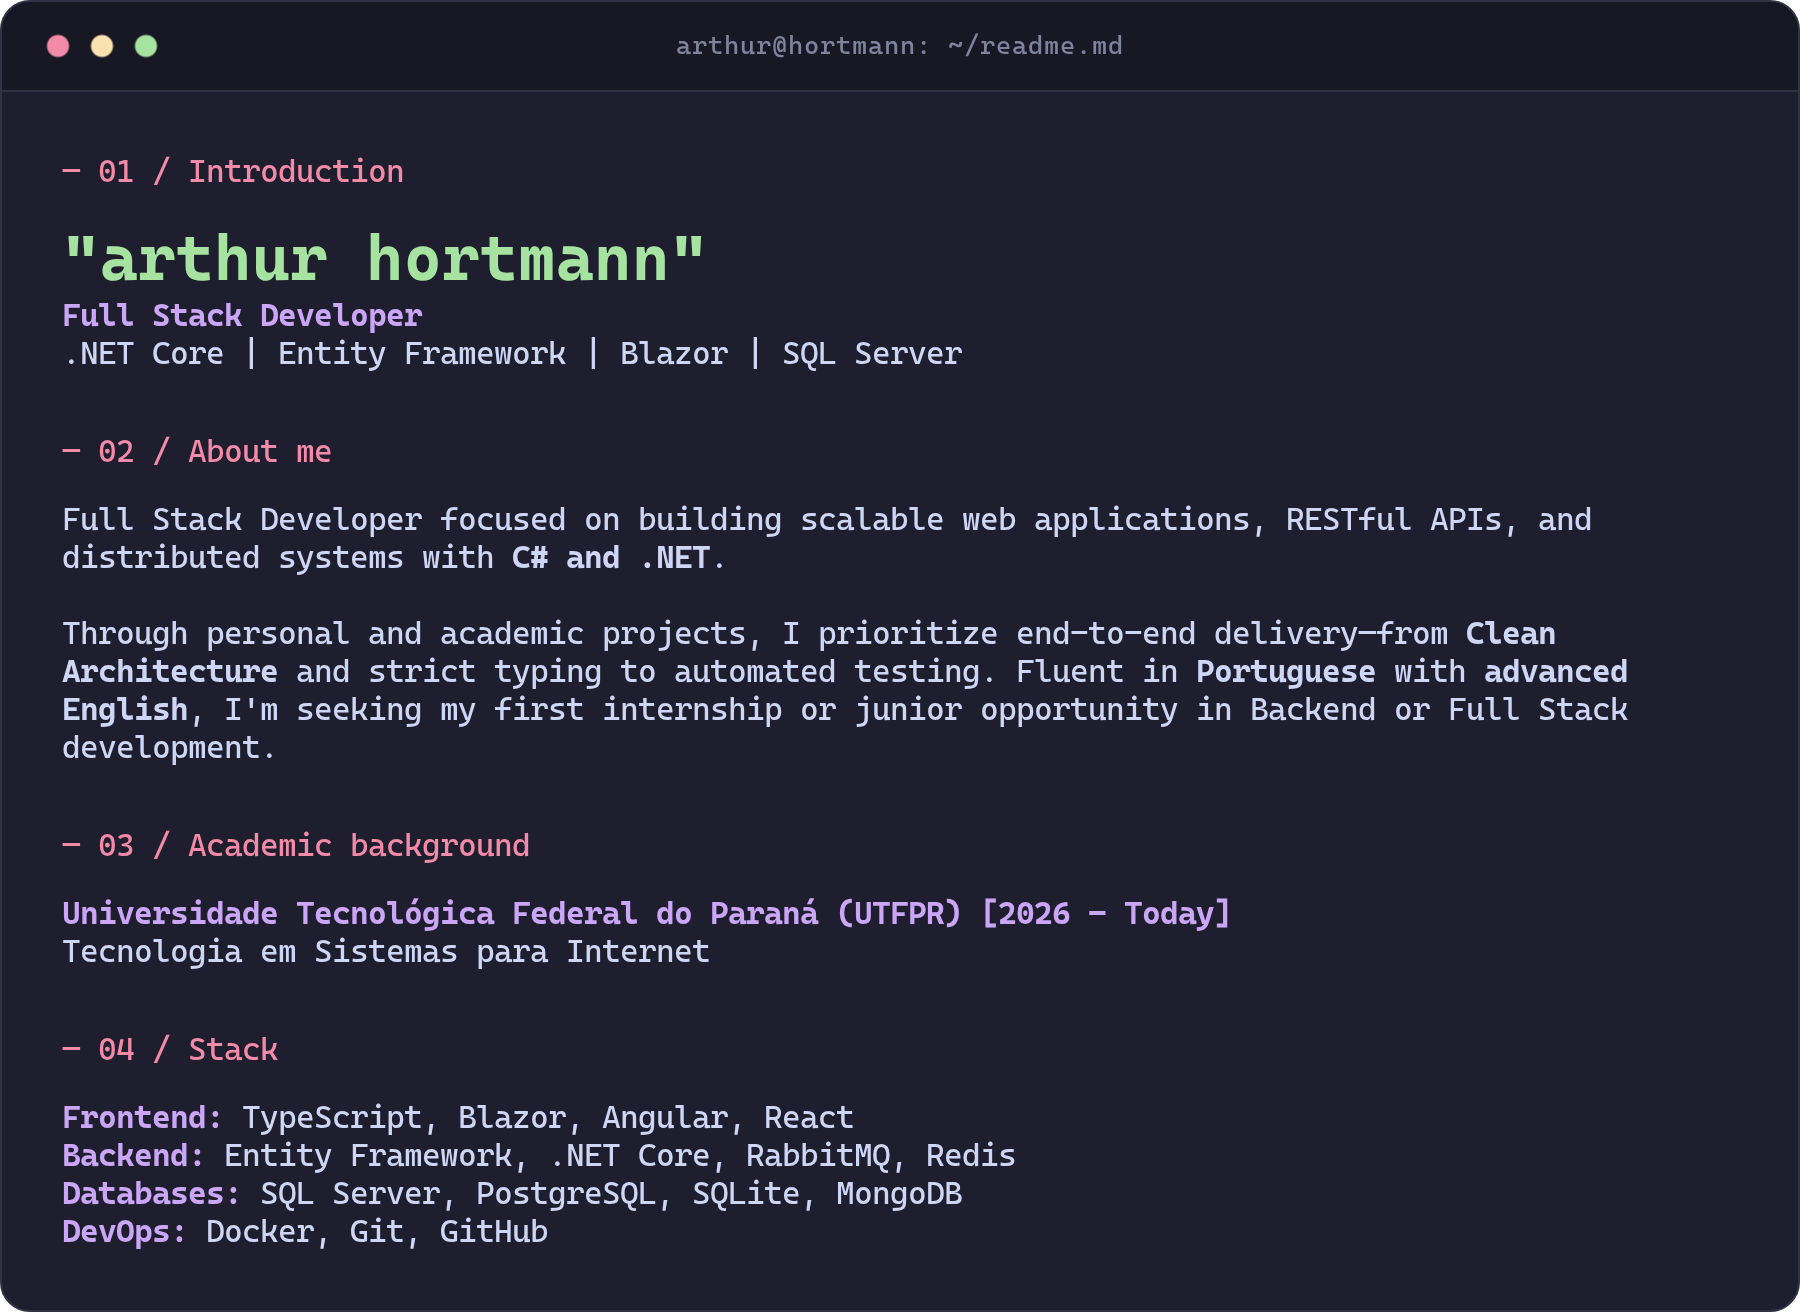 arthur@hortmann: ~/readme.md
— 01 / Introduction
"arthur hortmann"
Full Stack Developer
.NET Core | Entity Framework | Blazor | SQL Server
— 02 / About me
Full Stack Developer focused on building scalable web applications, RESTful APIs, and
distributed systems with C# and .NET.
Through personal and academic projects, I prioritize end-to-end delivery—from Clean
Architecture and strict typing to automated testing. Fluent in Portuguese with advanced
English, I'm seeking my first internship or junior opportunity in Backend or Full Stack
development.
— 03 / Academic background
Universidade Tecnológica Federal do Paraná (UTFPR) [2026 - Today]
Tecnologia em Sistemas para Internet
— 04 / Stack
Frontend: TypeScript, Blazor, Angular, React
Backend: Entity Framework, .NET Core, RabbitMQ, Redis
Databases: SQL Server, PostgreSQL, SQLite, MongoDB
DevOps: Docker, Git, GitHub